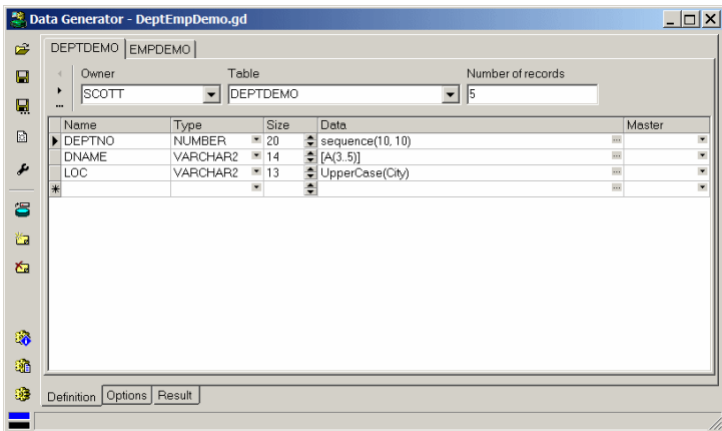 Data Generator - DeptEmpDemo.gd
DEPTDEMO EMPDEMO
Owner Table Number of records
SCOTT DEPTDEMO 5
Name Type Size Data Master
DEPTNO NUMBER 20 sequence(10, 10)
DNAME VARCHAR2 14 [A(3..5)]
LOC VARCHAR2 13 UpperCase(City)
Definition Options Result